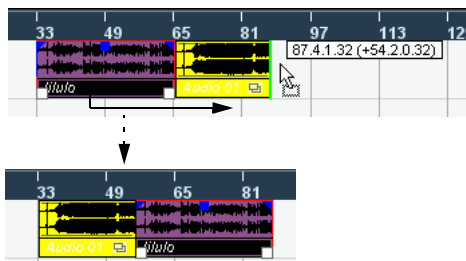 33 49 65 81 97 113 12
87.4.1.32 (+54.2.0.32)
lilulo Audio 01
33 49 65 81
Audio 01 lilulo